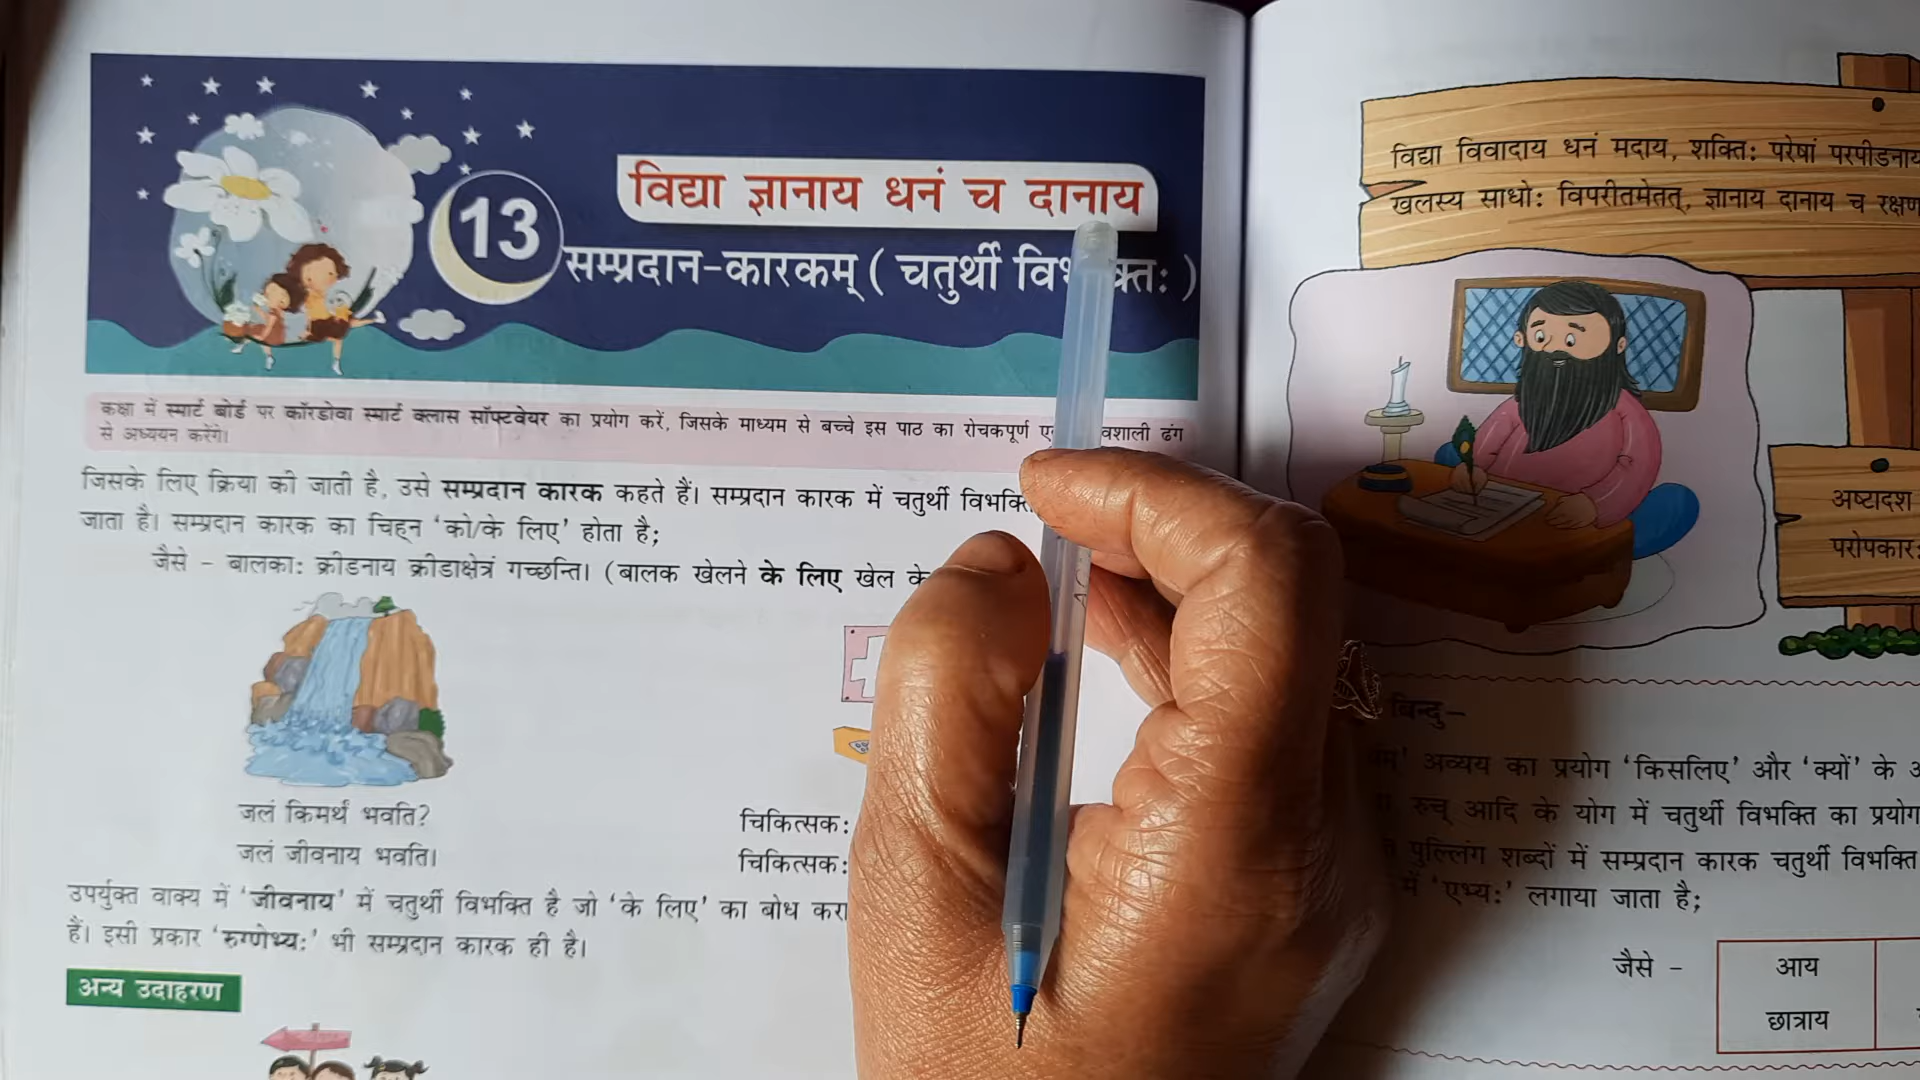 13
विद्या ज्ञानाय धनं च दानाय
सम्प्रदान-कारकम् ( चतुर्थी )
कक्षा में स्मार्ट बोर्ड पर कॉरडोवा स्मार्ट क्लास सॉफ्टवेयर का प्रयोग करें, जिसके माध्यम से बच्चे इस पाठ का रोचकपूर्ण ढंग
से अध्ययन करेंगे।
जिसके लिए क्रिया की जाती है, उसे सम्प्रदान कारक कहते हैं। सम्प्रदान कारक में चतुर्थी
जाता है। सम्प्रदान कारक का चिह्न ‘को/के लिए’ होता है;
जैसे – बालकाः क्रीडनाय क्रीडाक्षेत्रं गच्छन्ति। (बालक खेलने के लिए खेल के
जलं किमर्थं भवति?
जलं जीवनाय भवति।
चिकित्सकः
चिकित्सकः
उपर्युक्त वाक्य में ‘जीवनाय’ में चतुर्थी विभक्ति है जो ‘के लिए’ का बोध करा
हैं। इसी प्रकार ‘रुग्णेभ्यः’ भी सम्प्रदान कारक ही है।
अन्य उदाहरण
विद्या विवादाय धनं मदाय, शक्तिः परेषां परपीडनाय
खलस्य साधोः विपरीतमेतत्, ज्ञानाय दानाय च रक्षण
अष्टादश
परोपकारः
बिन्दु–
अव्यय का प्रयोग ‘किसलिए’ और ‘क्यों’ के
रुच् आदि के योग में चतुर्थी विभक्ति का प्रयोग
पुल्लिंग शब्दों में सम्प्रदान कारक चतुर्थी विभक्ति
में ‘एभ्यः’ लगाया जाता है;
जैसे –
आय
छात्राय